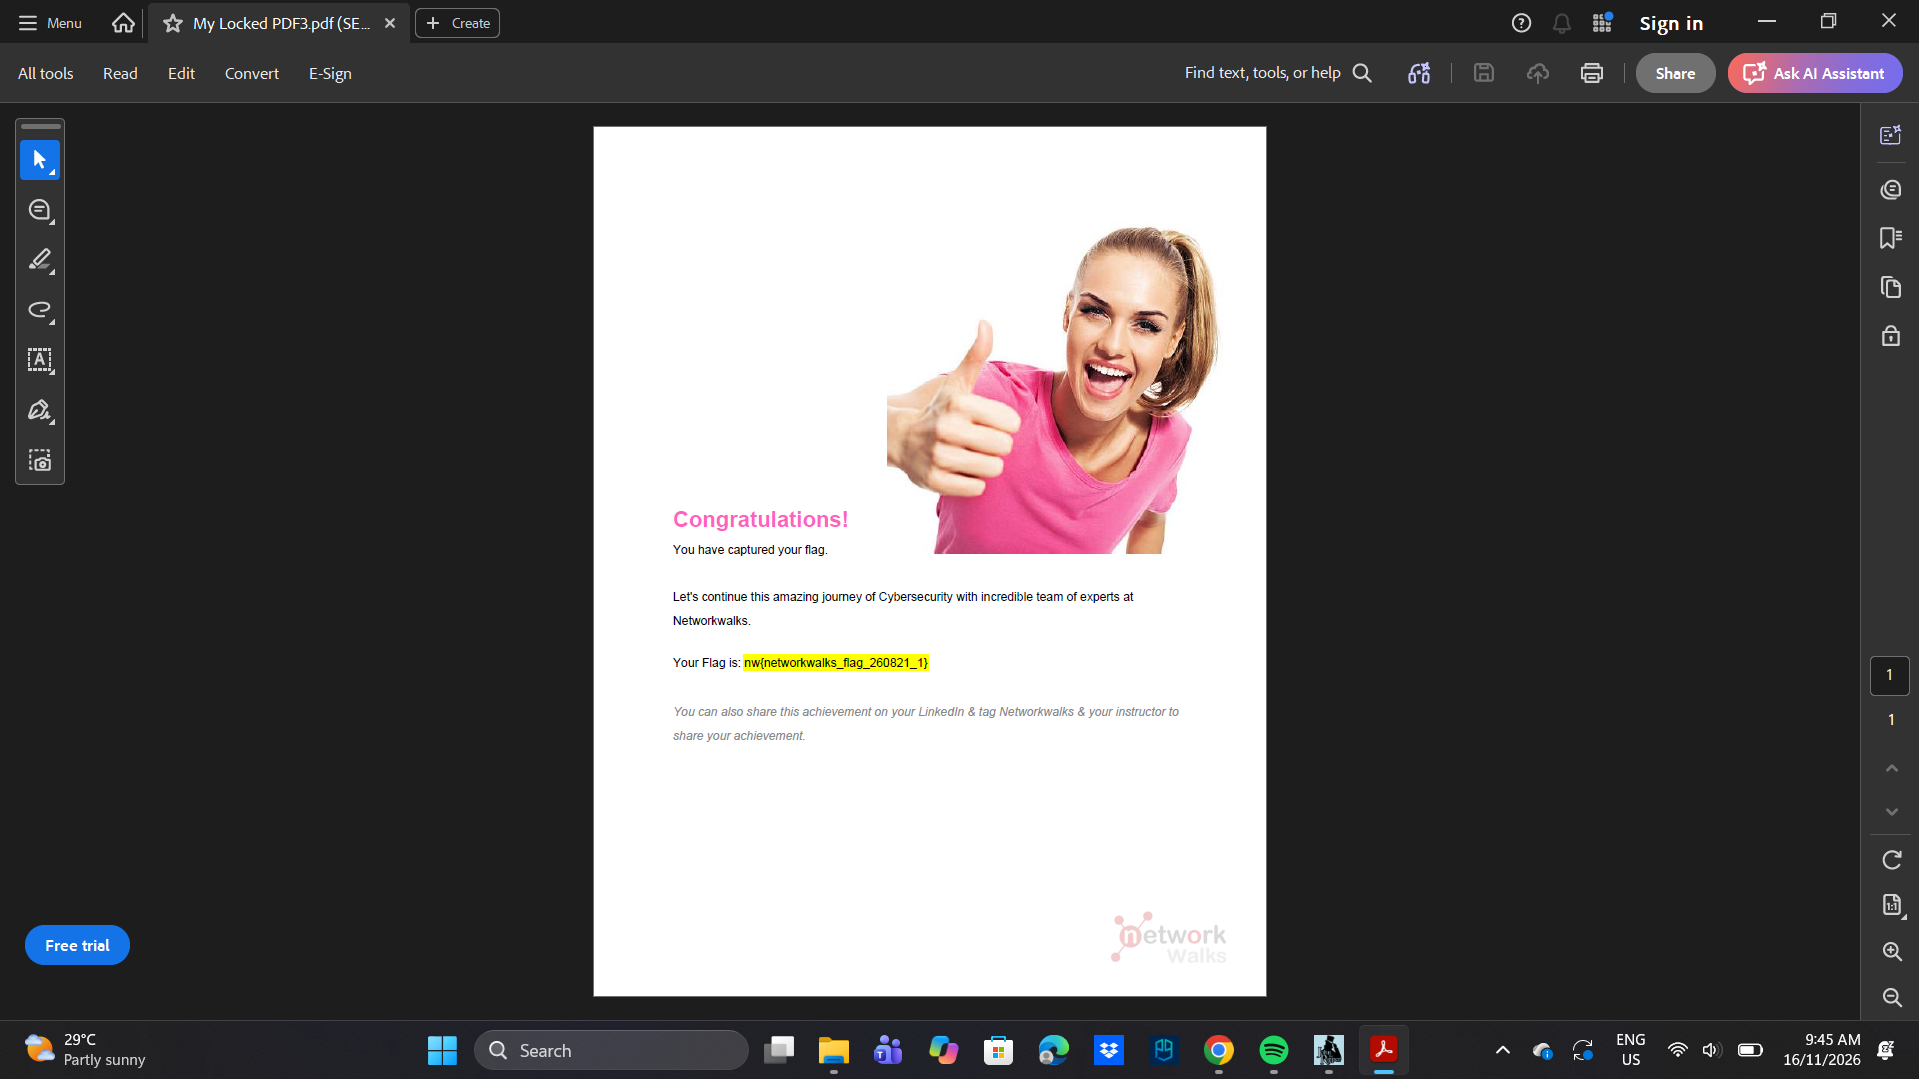 Menu
My Locked PDF3.pdf (SE...
Create
Sign in
All tools
Read
Edit
Convert
E-Sign
Find text, tools, or help
Share
Ask AI Assistant
Congratulations!
You have captured your flag.
Let's continue this amazing journey of Cybersecurity with incredible team of experts at
Networkwalks.
Your Flag is: nw{networkwalks_flag_260821_1}
You can also share this achievement on your LinkedIn & tag Networkwalks & your instructor to
share your achievement.
network
Walks
1
1
Free trial
29°C
Partly sunny
Search
ENG
US
9:45 AM
16/11/2026